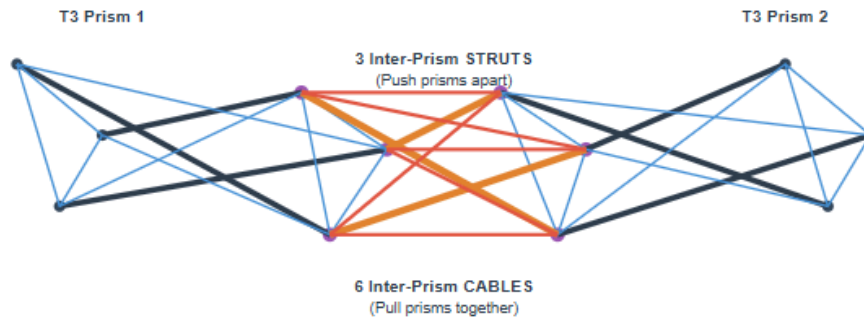 T3 Prism 1
T3 Prism 2
3 Inter-Prism STRUTS
(Push prisms apart)
6 Inter-Prism CABLES
(Pull prisms together)